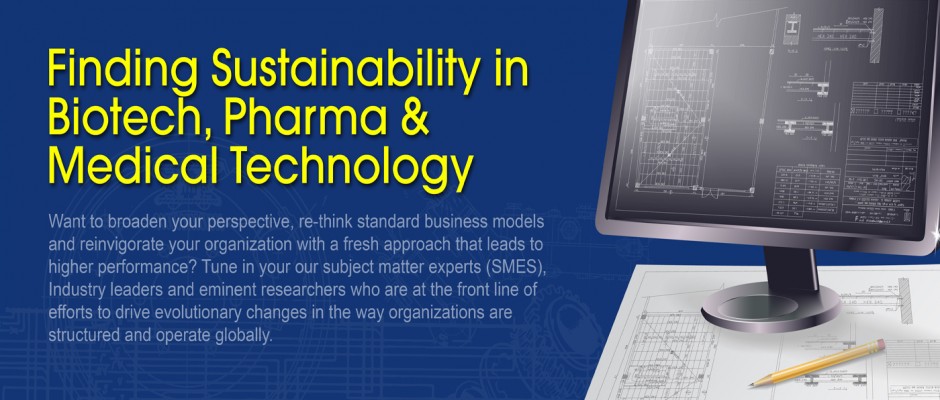 Finding Sustainability in
Biotech, Pharma &
Medical Technology
Want to broaden your perspective, re-think standard business models
and reinvigorate your organization with a fresh approach that leads to
higher performance? Tune in your our subject matter experts (SMES),
Industry leaders and eminent researchers who are at the front line of
efforts to drive evolutionary changes in the way organizations are
structured and operate globally.